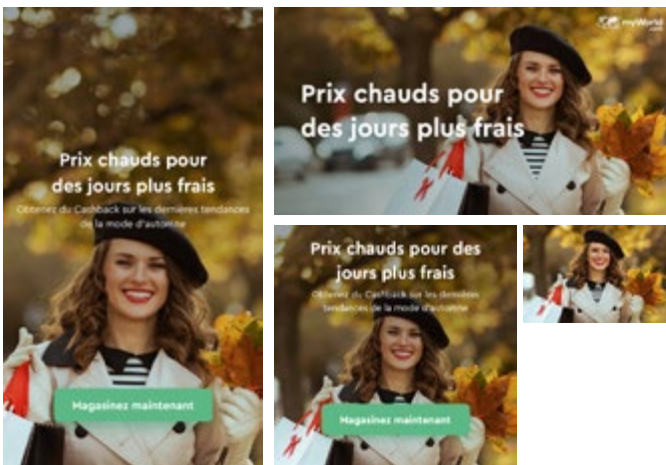 Prix chauds pour
des jours plus frais
Obtenez du Cashback sur les dernières tendances
de la mode d'automne
Magasinez maintenant
myWorld
.com
Prix chauds pour
des jours plus frais
Prix chauds pour des
jours plus frais
Obtenez du Cashback sur les dernières
tendances de la mode d'automne
Magasinez maintenant